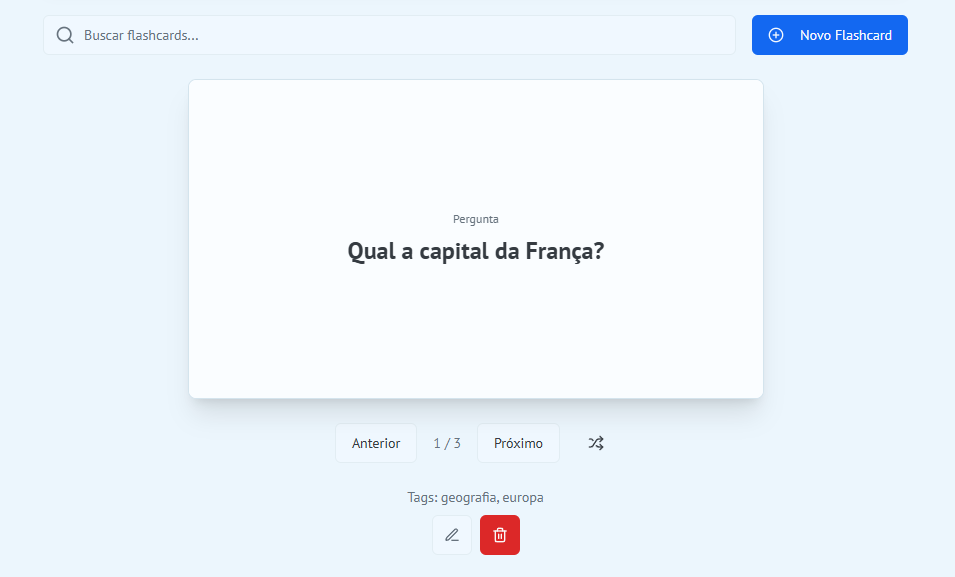 Buscar flashcards...
Novo Flashcard
Pergunta
Qual a capital da França?
Anterior
1 / 3
Próximo
Tags: geografia, europa